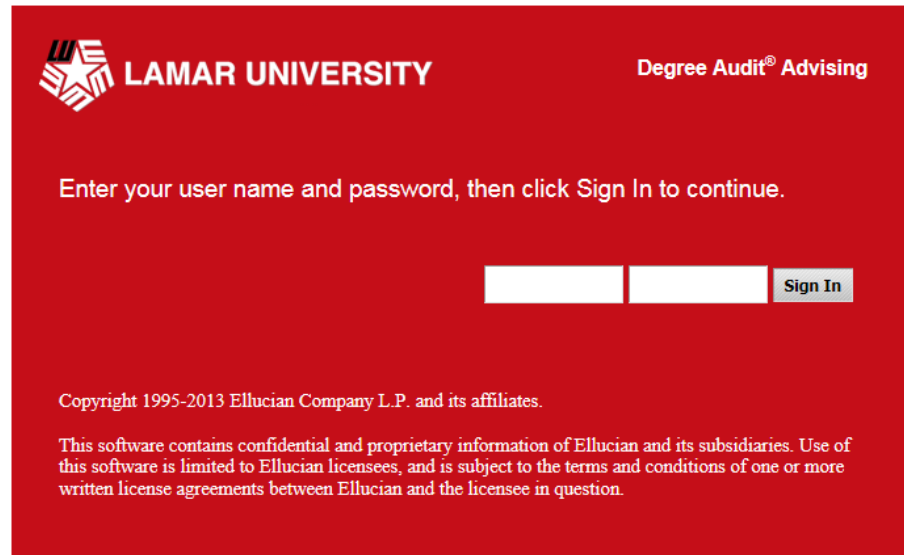 LU
LAMAR UNIVERSITY
Degree Audit® Advising
Enter your user name and password, then click Sign In to continue.
Sign In
Copyright 1995-2013 Ellucian Company L.P. and its affiliates.
This software contains confidential and proprietary information of Ellucian and its subsidiaries. Use of
this software is limited to Ellucian licensees, and is subject to the terms and conditions of one or more
written license agreements between Ellucian and the licensee in question.